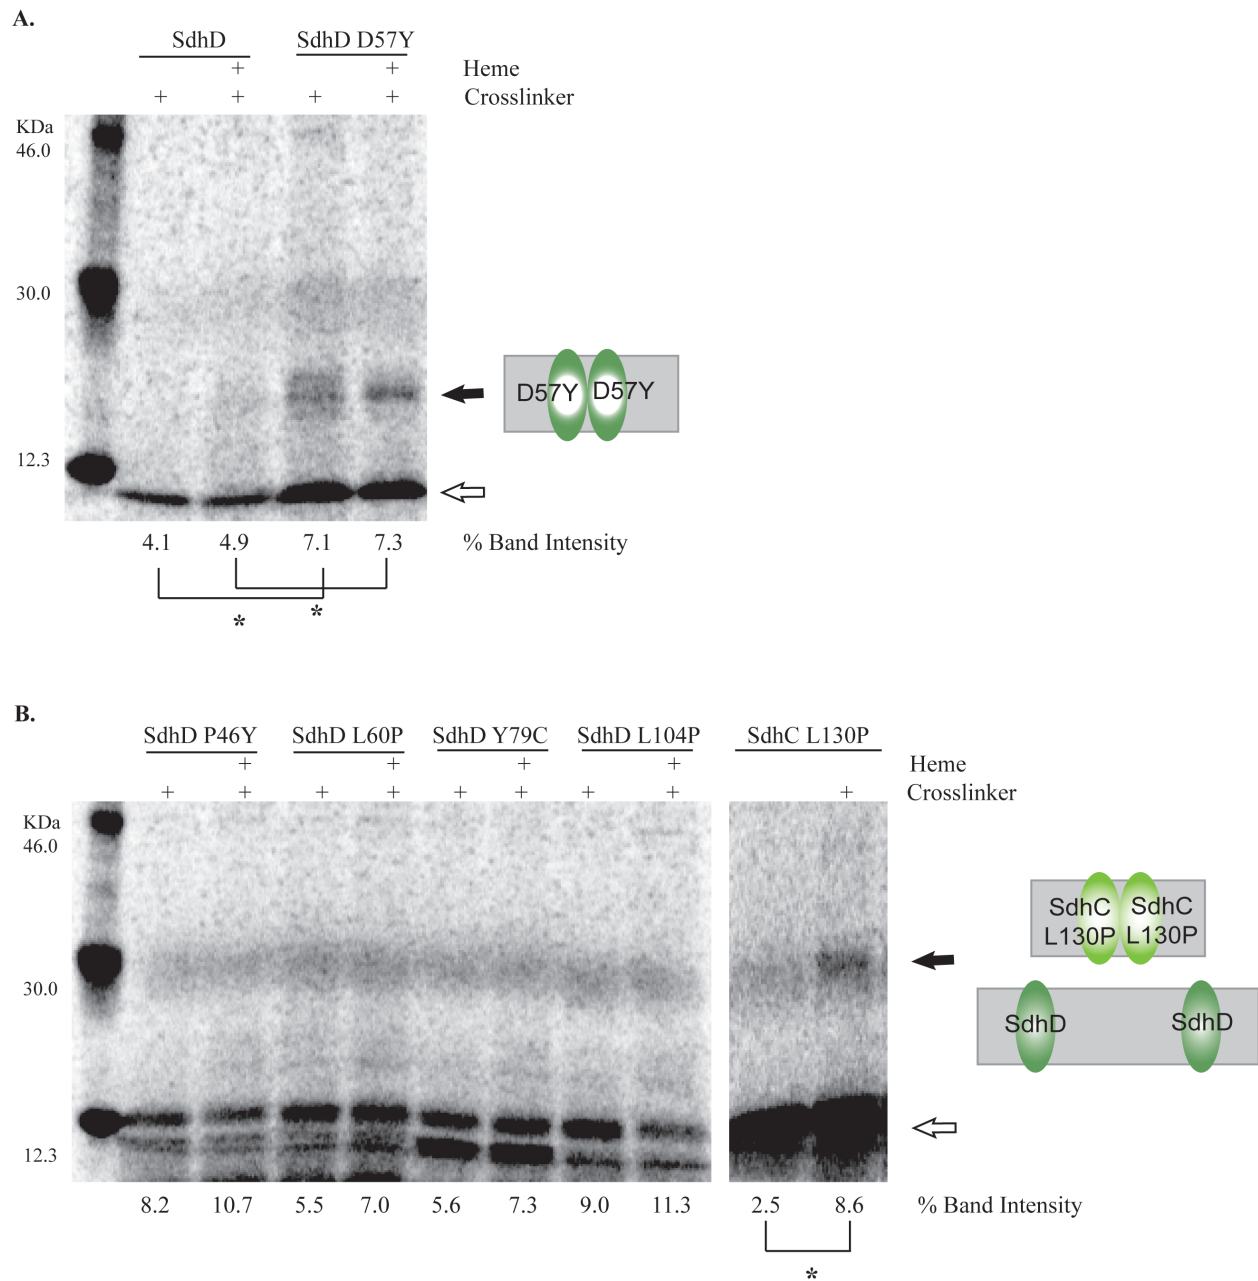 A.
SdhD SdhD D57Y
+ + Heme
+ + + + Crosslinker
KDa
46.0
30.0
D57Y D57Y
12.3
4.1 4.9 7.1 7.3 % Band Intensity
*
*
B.
SdhD P46Y SdhD L60P SdhD Y79C SdhD L104P SdhC L130P
+ + + + Heme
+ + + + + + + + + Crosslinker
KDa
46.0
SdhC SdhC
L130P L130P
30.0
SdhD SdhD
12.3
8.2 10.7 5.5 7.0 5.6 7.3 9.0 11.3 2.5 8.6 % Band Intensity
*